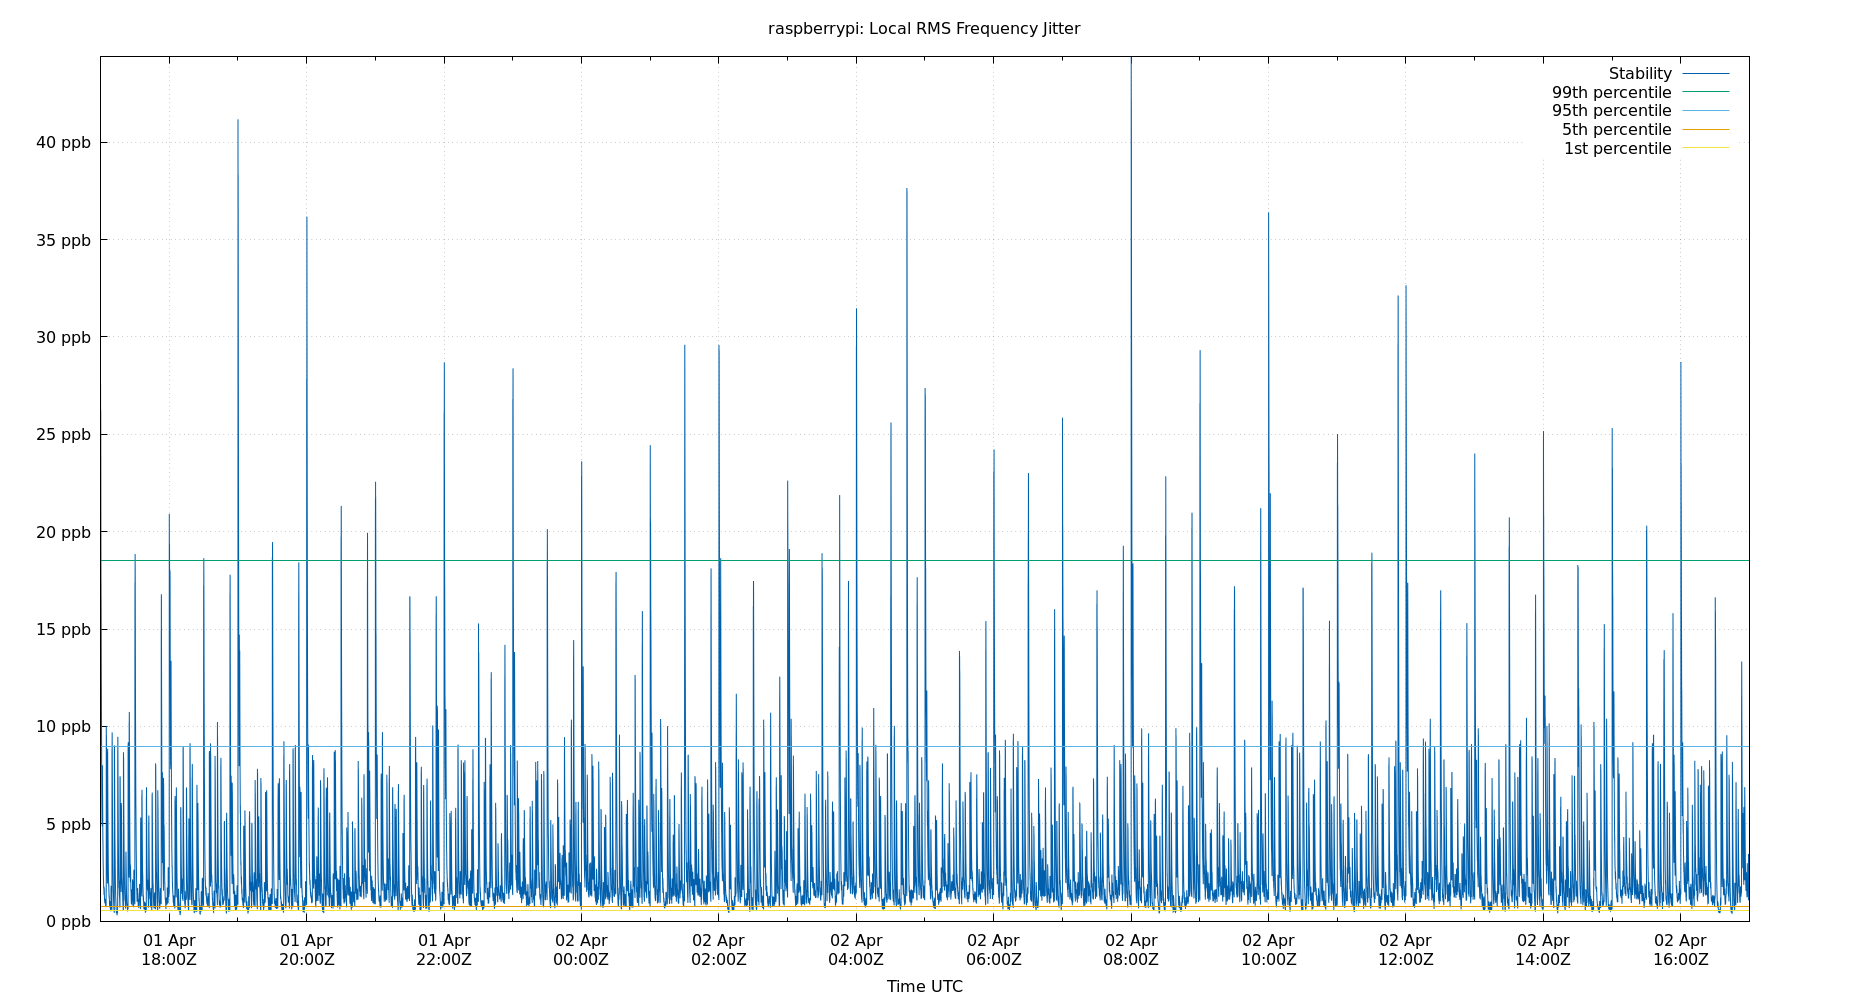 raspberrypi: Local RMS Frequency Jitter
Stability
99th percentile
95th percentile
5th percentile
1st percentile
40 ppb
35 ppb
30 ppb
25 ppb
20 ppb
15 ppb
10 ppb
5 ppb
0 ppb
01 Apr 01 Apr 01 Apr 02 Apr 02 Apr 02 Apr 02 Apr 02 Apr 02 Apr 02 Apr 02 Apr 02 Apr
18:00Z 20:00Z 22:00Z 00:00Z 02:00Z 04:00Z 06:00Z 08:00Z 10:00Z 12:00Z 14:00Z 16:00Z
Time UTC